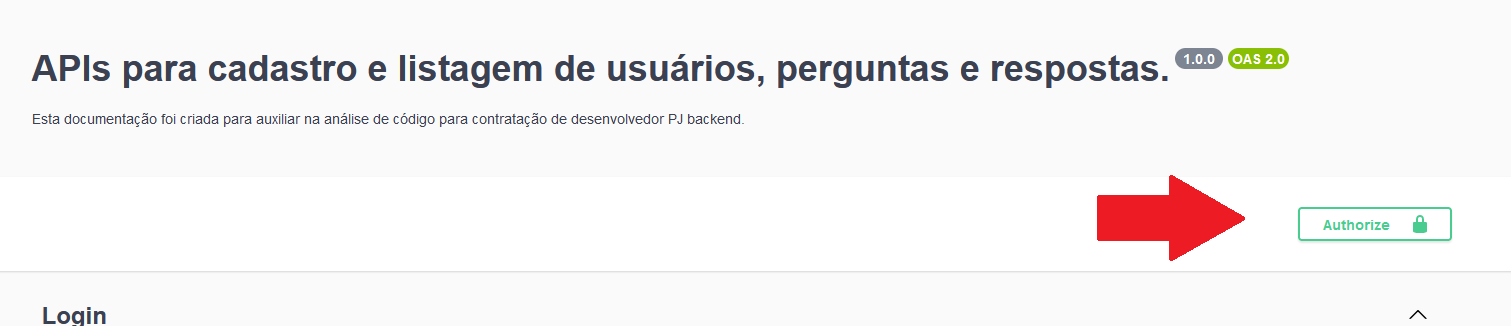 APIs para cadastro e listagem de usuários, perguntas e respostas. 1.0.0 OAS 2.0
Esta documentação foi criada para auxiliar na análise de código para contratação de desenvolvedor PJ backend.
Authorize
Login